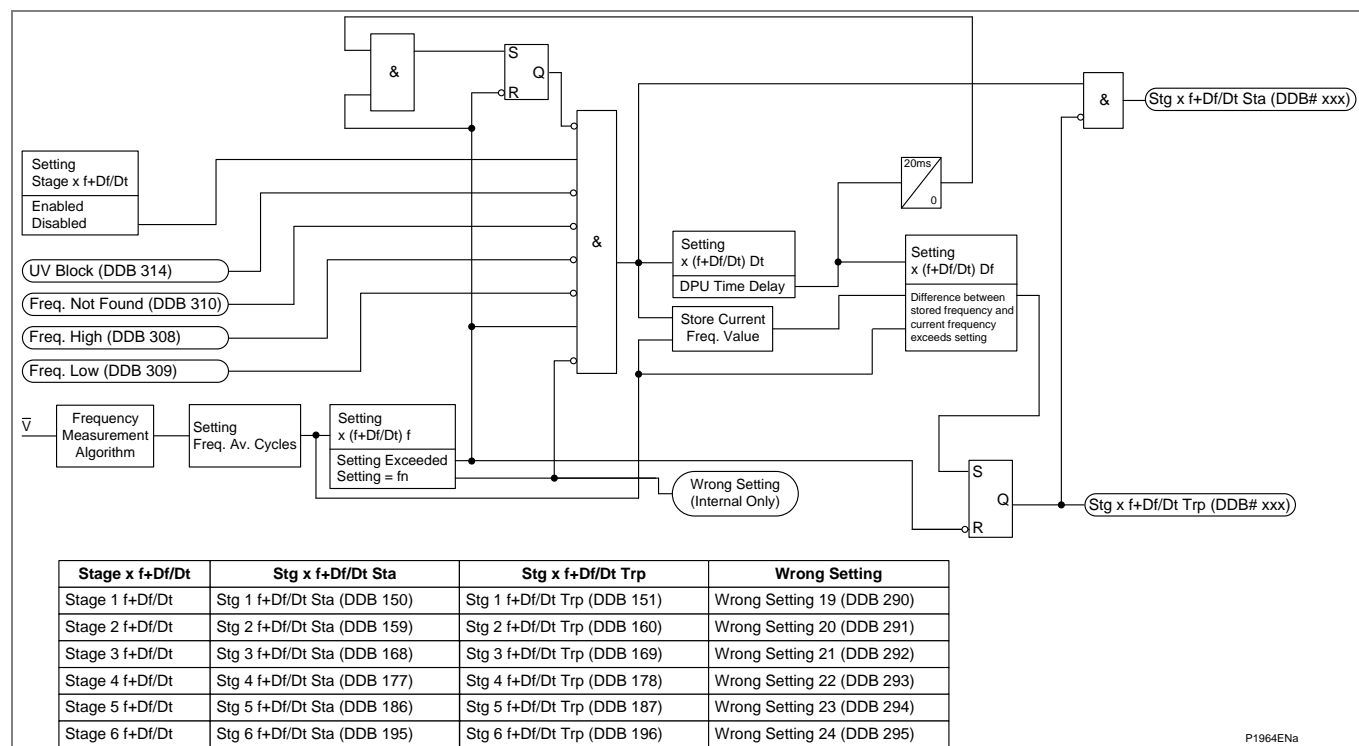 &
S
Q
R
&
Stg x f+Df/Dt Sta (DDB# xxx)
Setting
Stage x f+Df/Dt
Enabled
Disabled
20ms
0
UV Block (DDB 314)
Freq. Not Found (DDB 310)
Freq. High (DDB 308)
Freq. Low (DDB 309)
&
Setting
x (f+Df/Dt) Dt
DPU Time Delay
Store Current
Freq. Value
Setting
x (f+Df/Dt) Df
Difference between
stored frequency and
current frequency
exceeds setting
V
Frequency
Measurement
Algorithm
Setting
Freq. Av. Cycles
Setting
x (f+Df/Dt) f
Setting Exceeded
Setting = fn
Wrong Setting
(Internal Only)
S
Q
R
Stg x f+Df/Dt Trp (DDB# xxx)
Stage x f+Df/Dt Stg x f+Df/Dt Sta Stg x f+Df/Dt Trp Wrong Setting
Stage 1 f+Df/Dt Stg 1 f+Df/Dt Sta (DDB 150) Stg 1 f+Df/Dt Trp (DDB 151) Wrong Setting 19 (DDB 290)
Stage 2 f+Df/Dt Stg 2 f+Df/Dt Sta (DDB 159) Stg 2 f+Df/Dt Trp (DDB 160) Wrong Setting 20 (DDB 291)
Stage 3 f+Df/Dt Stg 3 f+Df/Dt Sta (DDB 168) Stg 3 f+Df/Dt Trp (DDB 169) Wrong Setting 21 (DDB 292)
Stage 4 f+Df/Dt Stg 4 f+Df/Dt Sta (DDB 177) Stg 4 f+Df/Dt Trp (DDB 178) Wrong Setting 22 (DDB 293)
Stage 5 f+Df/Dt Stg 5 f+Df/Dt Sta (DDB 186) Stg 5 f+Df/Dt Trp (DDB 187) Wrong Setting 23 (DDB 294)
Stage 6 f+Df/Dt Stg 6 f+Df/Dt Sta (DDB 195) Stg 6 f+Df/Dt Trp (DDB 196) Wrong Setting 24 (DDB 295)
P1964ENa